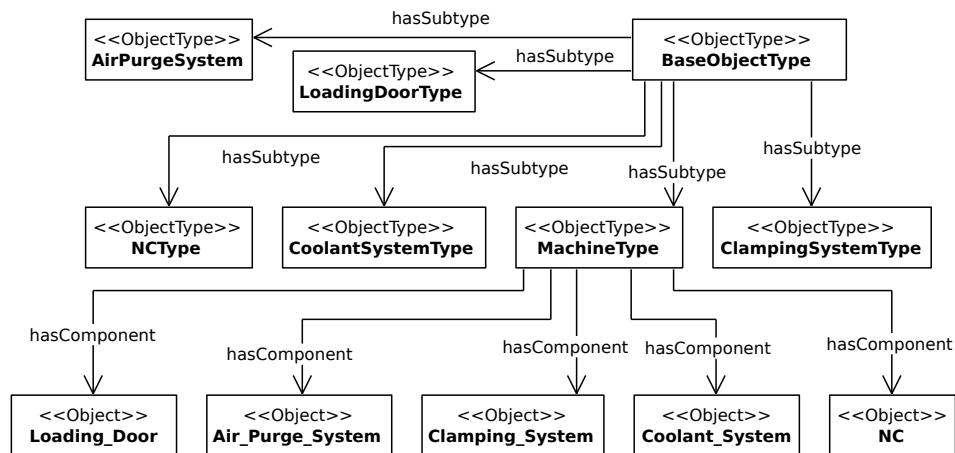 hasSubtype
<<ObjectType>>
AirPurgeSystem
<<ObjectType>>
BaseObjectType
<<ObjectType>>
LoadingDoorType
hasSubtype
hasSubtype
hasSubtype
hasSubtype
hasSubtype
<<ObjectType>>
NCType
<<ObjectType>>
CoolantSystemType
<<ObjectType>>
MachineType
<<ObjectType>>
ClampingSystemType
hasComponent
hasComponent
hasComponent
hasComponent
hasComponent
<<Object>>
Loading_Door
<<Object>>
Air_Purge_System
<<Object>>
Clamping_System
<<Object>>
Coolant_System
<<Object>>
NC